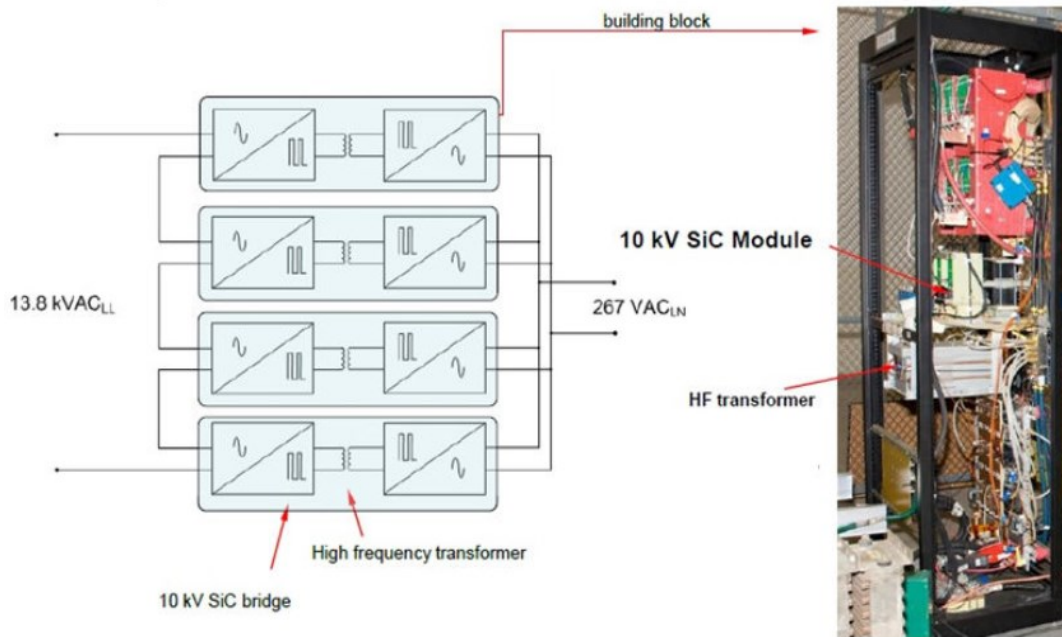 building block
10 kV SiC Module
13.8 kVAC_LL
267 VAC_LN
HF transformer
High frequency transformer
10 kV SiC bridge